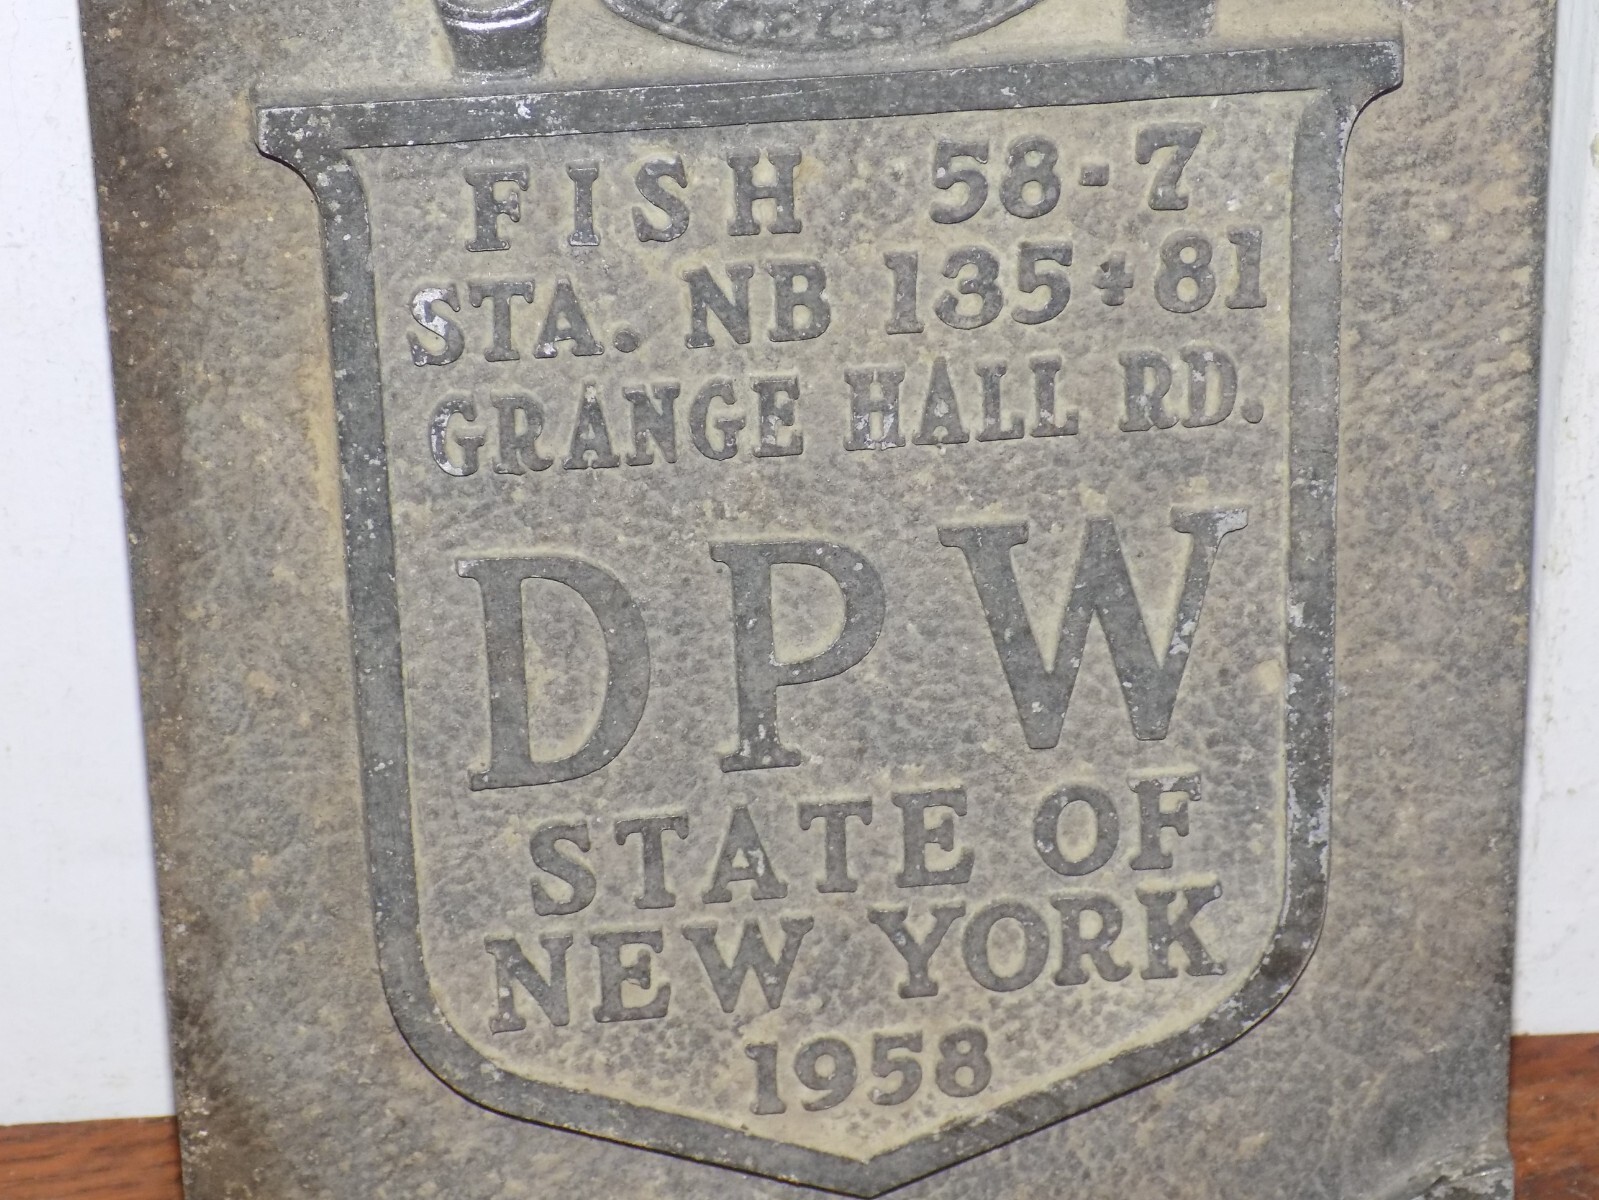 FISH 58-7
STA. NB 135+81
GRANGE HALL RD.
DPW
STATE OF
NEW YORK
1958